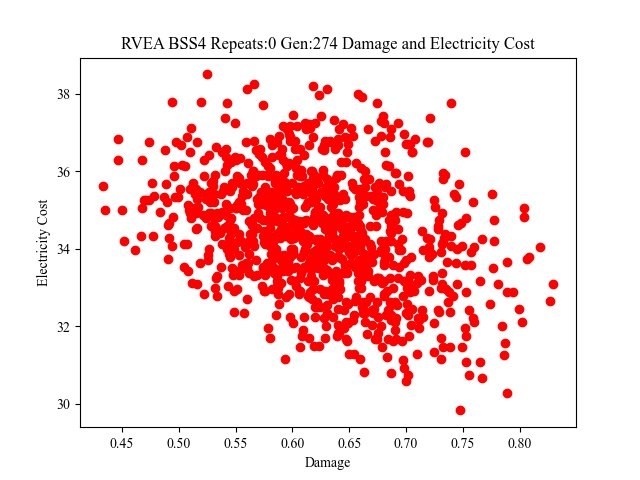 RVEA BSS4 Repeats:0 Gen:274 Damage and Electricity Cost
38
36
34
32
30
Electricity Cost
0.45 0.50 0.55 0.60 0.65 0.70 0.75 0.80
Damage